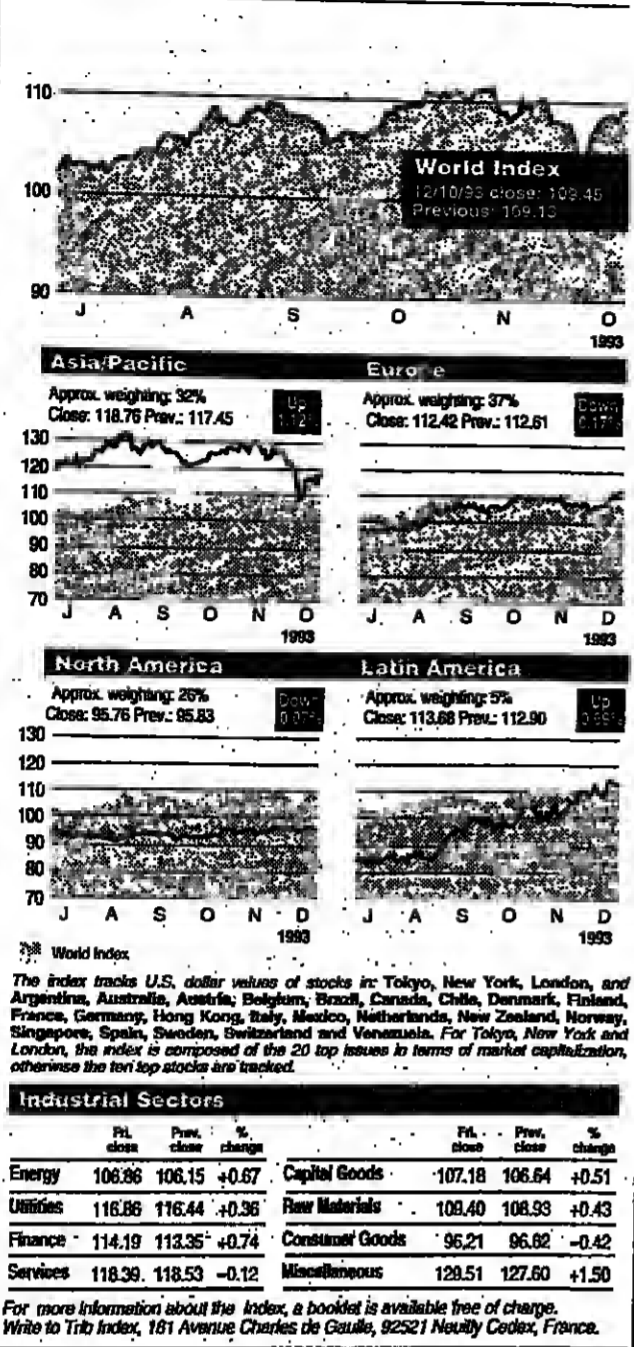 110
100
90
World Index
12/10/93 close: 109.45
Previous: 109.13
J A S O N D
1993
Asia/Pacific
Approx. weighting: 32%
Close: 118.76 Prev.: 117.45
Up
1.12%
130
120
110
100
90
80
70
J A S O N D
1993
Europe
Approx. weighting: 37%
Close: 112.42 Prev.: 112.61
Down
0.17%
J A S O N D
1993
North America
Approx. weighting: 26%
Close: 95.76 Prev.: 95.83
Down
0.07%
130
120
110
100
90
80
70
J A S O N D
1993
Latin America
Approx. weighting: 5%
Close: 113.68 Prev.: 112.90
Up
J A S O N D
1993
World Index
The index tracks U.S. dollar values of stocks in: Tokyo, New York, London, and
Argentina, Australia, Austria, Belgium, Brazil, Canada, Chile, Denmark, Finland,
France, Germany, Hong Kong, Italy, Mexico, Netherlands, New Zealand, Norway,
Singapore, Spain, Sweden, Switzerland and Venezuela. For Tokyo, New York and
London, the index is composed of the 20 top issues in terms of market capitalization,
otherwise the ten top stocks are tracked.
Industrial Sectors
Fri. close Prev. close % change Fri. close Prev. close % change
Energy 106.86 106.15 +0.67 Capital Goods 107.18 106.64 +0.51
Utilities 116.86 116.44 +0.36 Raw Materials 109.40 108.93 +0.43
Finance 114.19 113.35 +0.74 Consumer Goods 96.21 96.62 -0.42
Services 118.39 118.53 -0.12 Miscellaneous 129.51 127.60 +1.50
For more information about the Index, a booklet is available free of charge.
Write to Trib Index, 181 Avenue Charles de Gaulle, 92521 Neuilly Cedex, France.